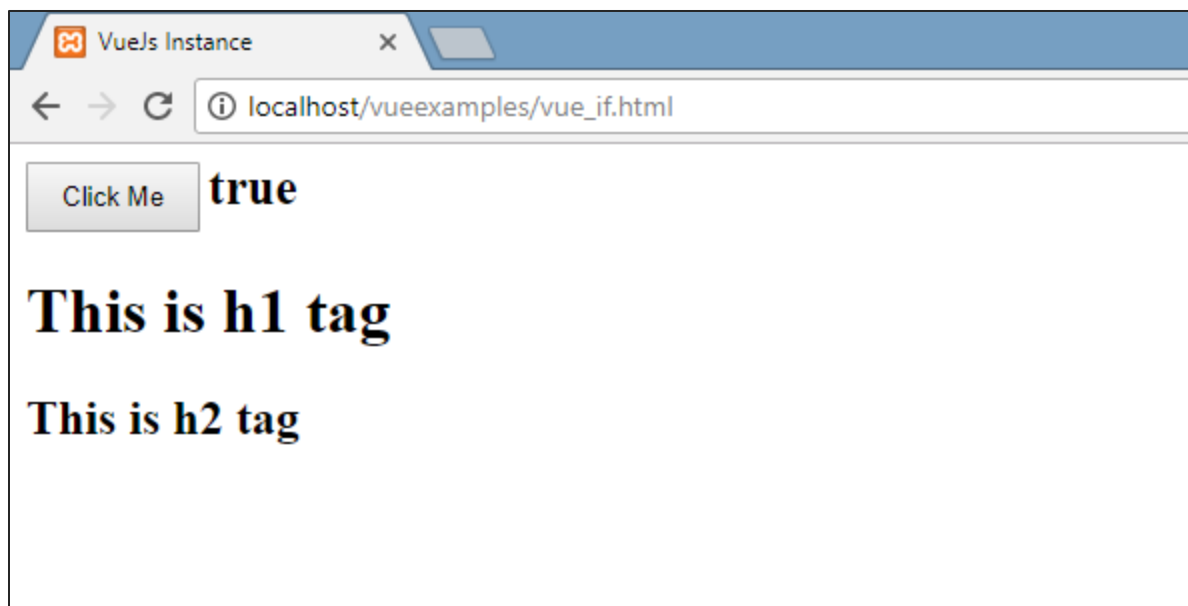 VueJs Instance
localhost/vueexamples/vue_if.html
Click Me true
This is h1 tag
This is h2 tag